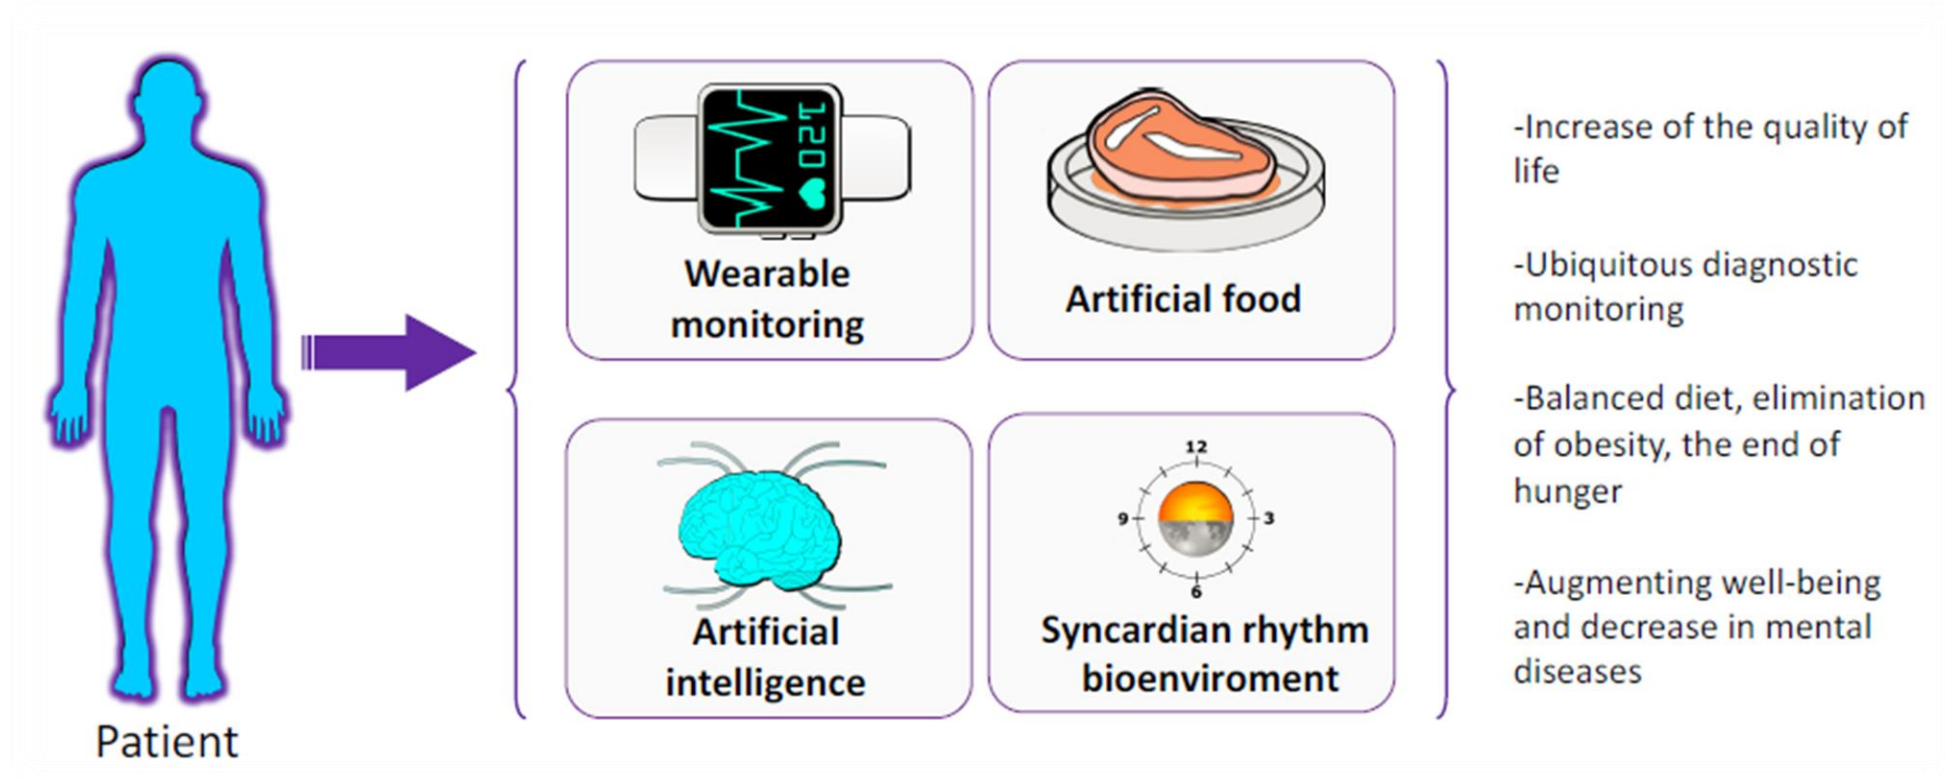 Patient
120
Wearable
monitoring
Artificial food
Artificial
intelligence
12
9
3
6
Syncardian rhythm
bioenviroment
-Increase of the quality of
life
-Ubiquitous diagnostic
monitoring
-Balanced diet, elimination
of obesity, the end of
hunger
-Augmenting well-being
and decrease in mental
diseases